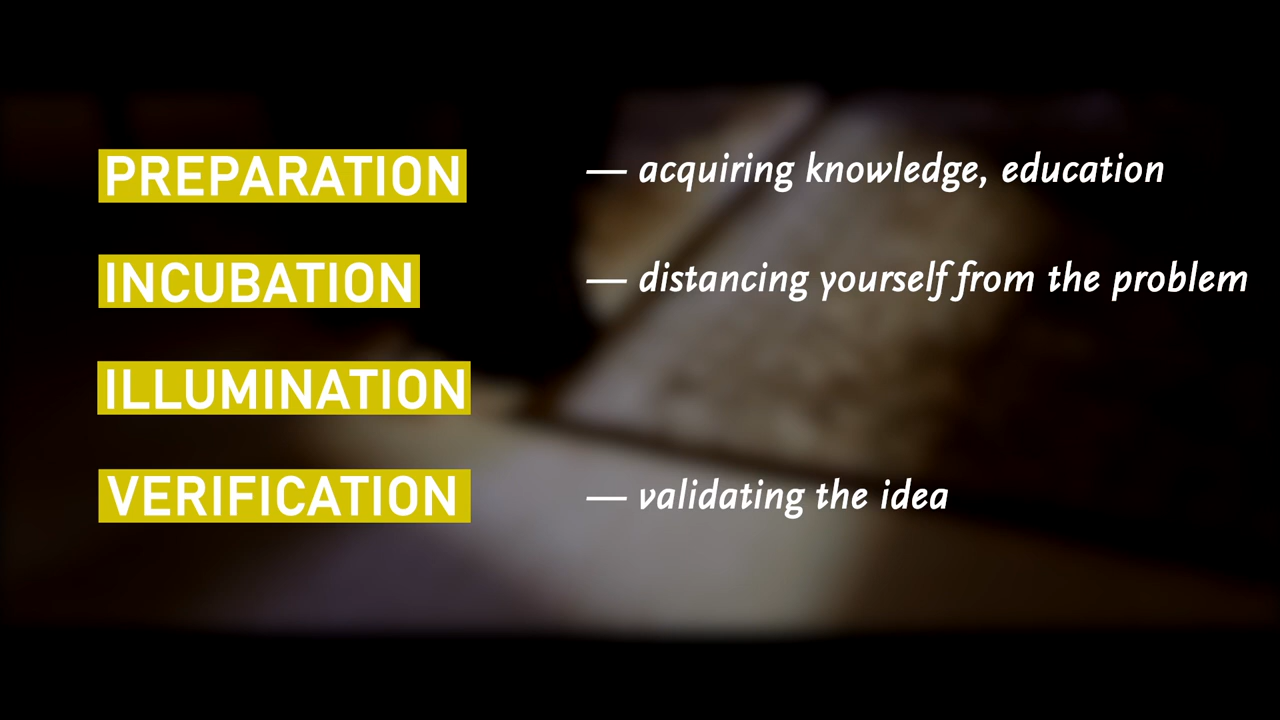 PREPARATION — acquiring knowledge, education
INCUBATION — distancing yourself from the problem
ILLUMINATION
VERIFICATION — validating the idea